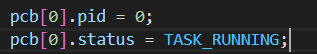 pcb[0].pid = 0;
pcb[0].status = TASK_RUNNING;